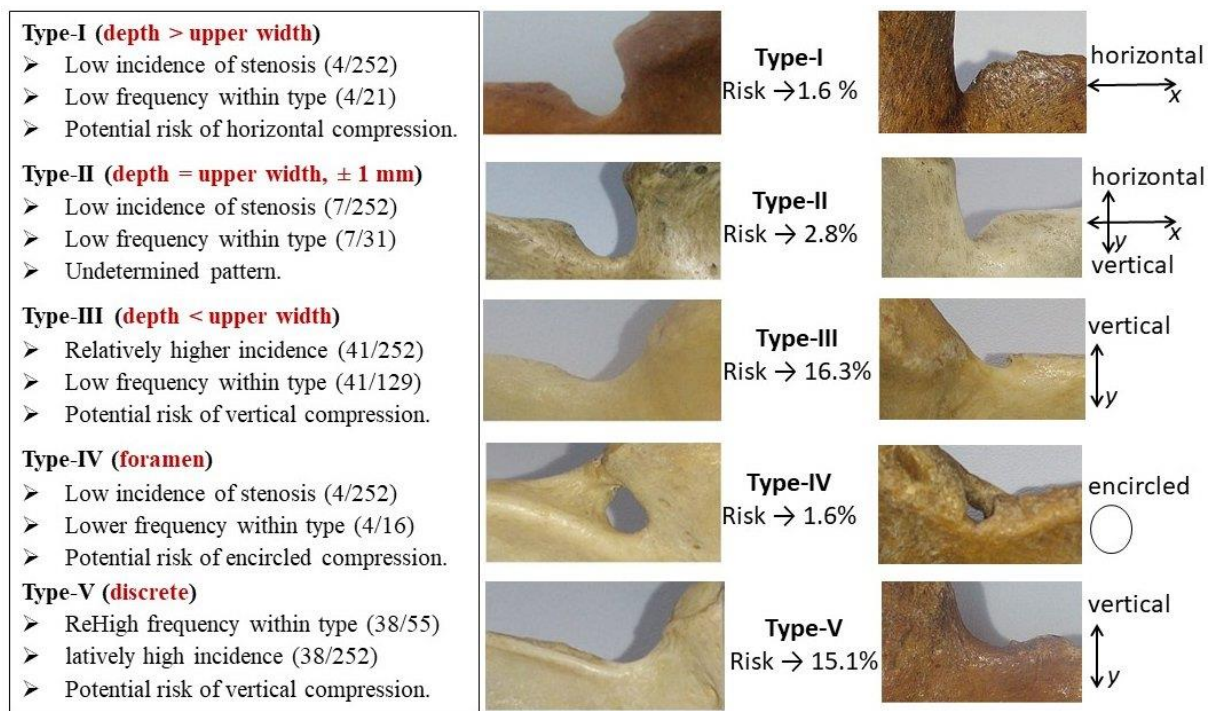 Type-I (depth > upper width)
➢ Low incidence of stenosis (4/252)
➢ Low frequency within type (4/21)
➢ Potential risk of horizontal compression.
Type-II (depth = upper width, ± 1 mm)
➢ Low incidence of stenosis (7/252)
➢ Low frequency within type (7/31)
➢ Undetermined pattern.
Type-III (depth < upper width)
➢ Relatively higher incidence (41/252)
➢ Low frequency within type (41/129)
➢ Potential risk of vertical compression.
Type-IV (foramen)
➢ Low incidence of stenosis (4/252)
➢ Lower frequency within type (4/16)
➢ Potential risk of encircled compression.
Type-V (discrete)
➢ ReHigh frequency within type (38/55)
➢ latively high incidence (38/252)
➢ Potential risk of vertical compression.
Type-I
Risk → 1.6 %
horizontal
x
Type-II
Risk → 2.8%
horizontal
y
x
vertical
Type-III
Risk → 16.3%
vertical
y
Type-IV
Risk → 1.6%
encircled
Type-V
Risk → 15.1%
vertical
y